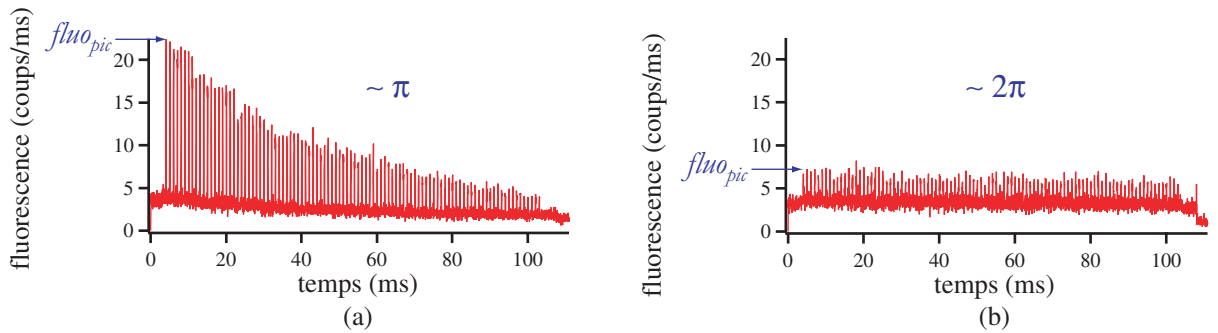 fluorescence (coups/ms)
fluo_pic
20
15
10
5
0
~ π
0 20 40 60 80 100
temps (ms)
(a)
fluorescence (coups/ms)
20
15
10
5
0
fluo_pic
~ 2π
0 20 40 60 80 100
temps (ms)
(b)